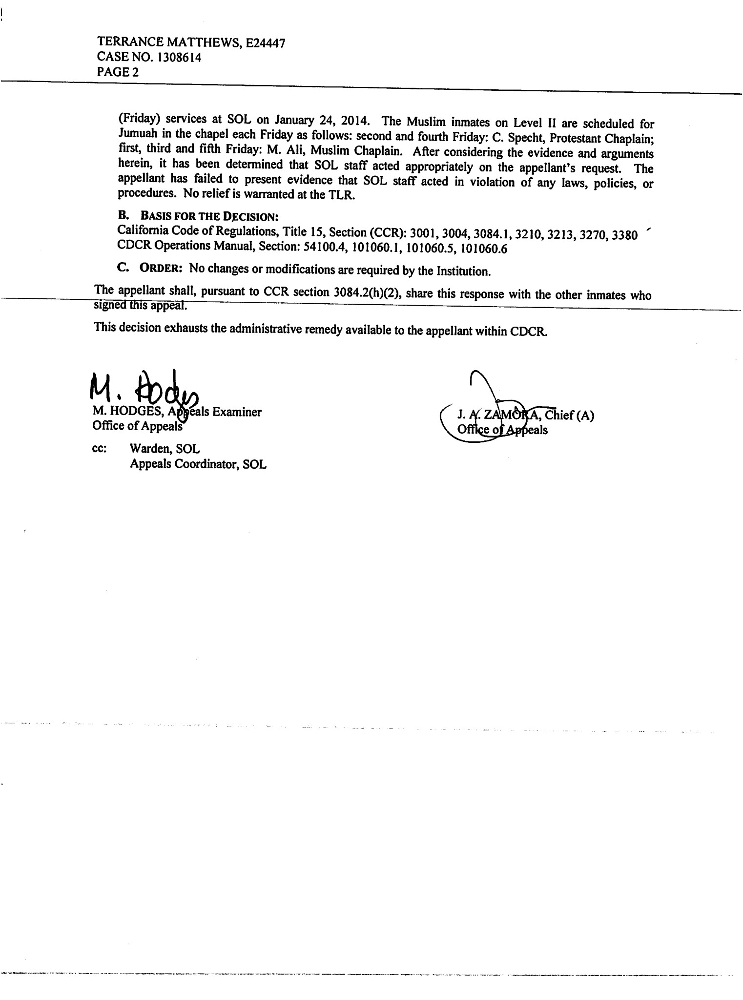 TERRANCE MATTHEWS, E24447
CASE NO. 1308614
PAGE 2
(Friday) services at SOL on January 24, 2014. The Muslim inmates on Level II are scheduled for
Jumuah in the chapel each Friday as follows: second and fourth Friday: C. Specht, Protestant Chaplain;
first, third and fifth Friday: M. Ali, Muslim Chaplain. After considering the evidence and arguments
herein, it has been determined that SOL staff acted appropriately on the appellant's request. The
appellant has failed to present evidence that SOL staff acted in violation of any laws, policies, or
procedures. No relief is warranted at the TLR.
B. BASIS FOR THE DECISION:
California Code of Regulations, Title 15, Section (CCR): 3001, 3004, 3084.1, 3210, 3213, 3270, 3380
CDCR Operations Manual, Section: 54100.4, 101060.1, 101060.5, 101060.6
C. ORDER: No changes or modifications are required by the Institution.
The appellant shall, pursuant to CCR section 3084.2(h)(2), share this response with the other inmates who
signed this appeal.
This decision exhausts the administrative remedy available to the appellant within CDCR.
M. Hodges
M. HODGES, Appeals Examiner
Office of Appeals
J. A. ZAMORA, Chief (A)
Office of Appeals
cc: Warden, SOL
Appeals Coordinator, SOL